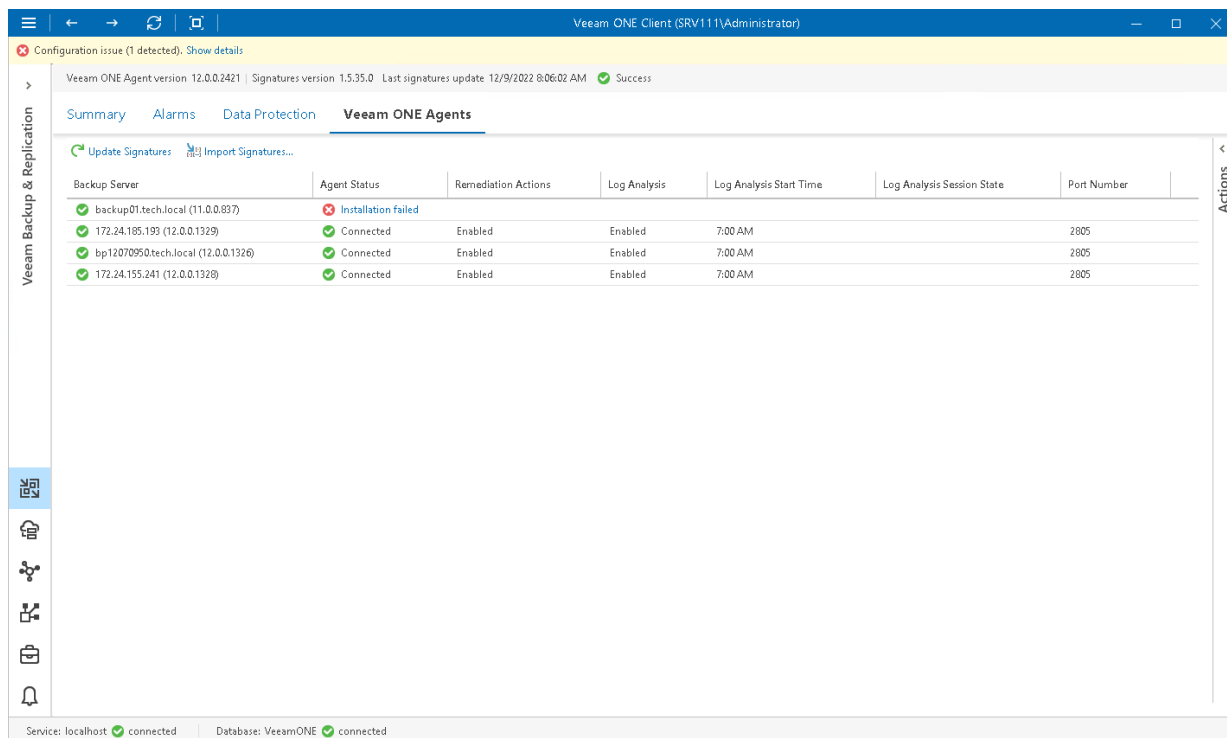 Veeam ONE Client (SRV111\Administrator)
Configuration issue (1 detected). Show details
Veeam ONE Agent version 12.0.0.2421 | Signatures version 1.5.35.0 Last signatures update 12/9/2022 8:06:02 AM Success
Veeam Backup & Replication
Summary Alarms Data Protection Veeam ONE Agents
Update Signatures Import Signatures...
Actions
Backup Server Agent Status Remediation Actions Log Analysis Log Analysis Start Time Log Analysis Session State Port Number
backup01.tech.local (11.0.0.837) Installation failed
172.24.185.193 (12.0.0.1329) Connected Enabled Enabled 7:00 AM 2805
bp12070950.tech.local (12.0.0.1326) Connected Enabled Enabled 7:00 AM 2805
172.24.155.241 (12.0.0.1328) Connected Enabled Enabled 7:00 AM 2805
Service: localhost connected Database: VeeamONE connected